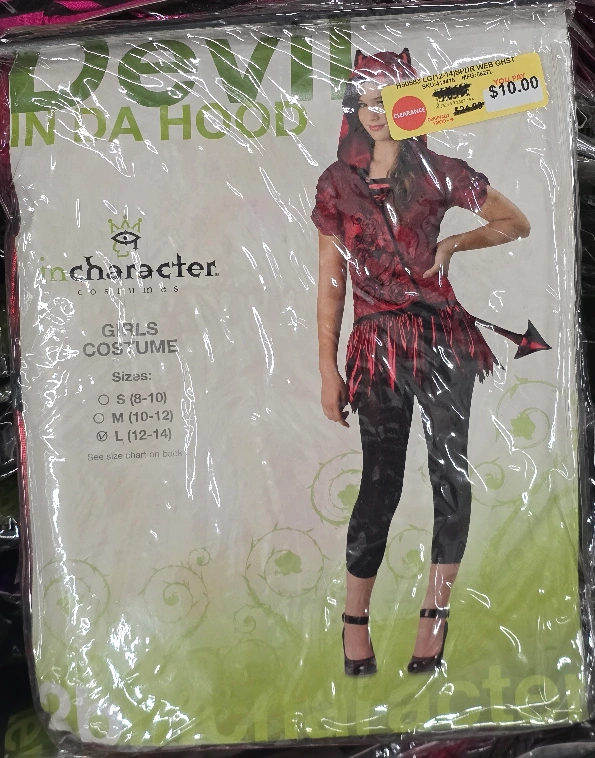 Devil
IN DA HOOD
CLEARANCE
YOU PAY
$10.00
incharacter
COSTUMES
GIRLS
COSTUME
Sizes:
S (8-10)
M (10-12)
L (12-14)
See size chart on back